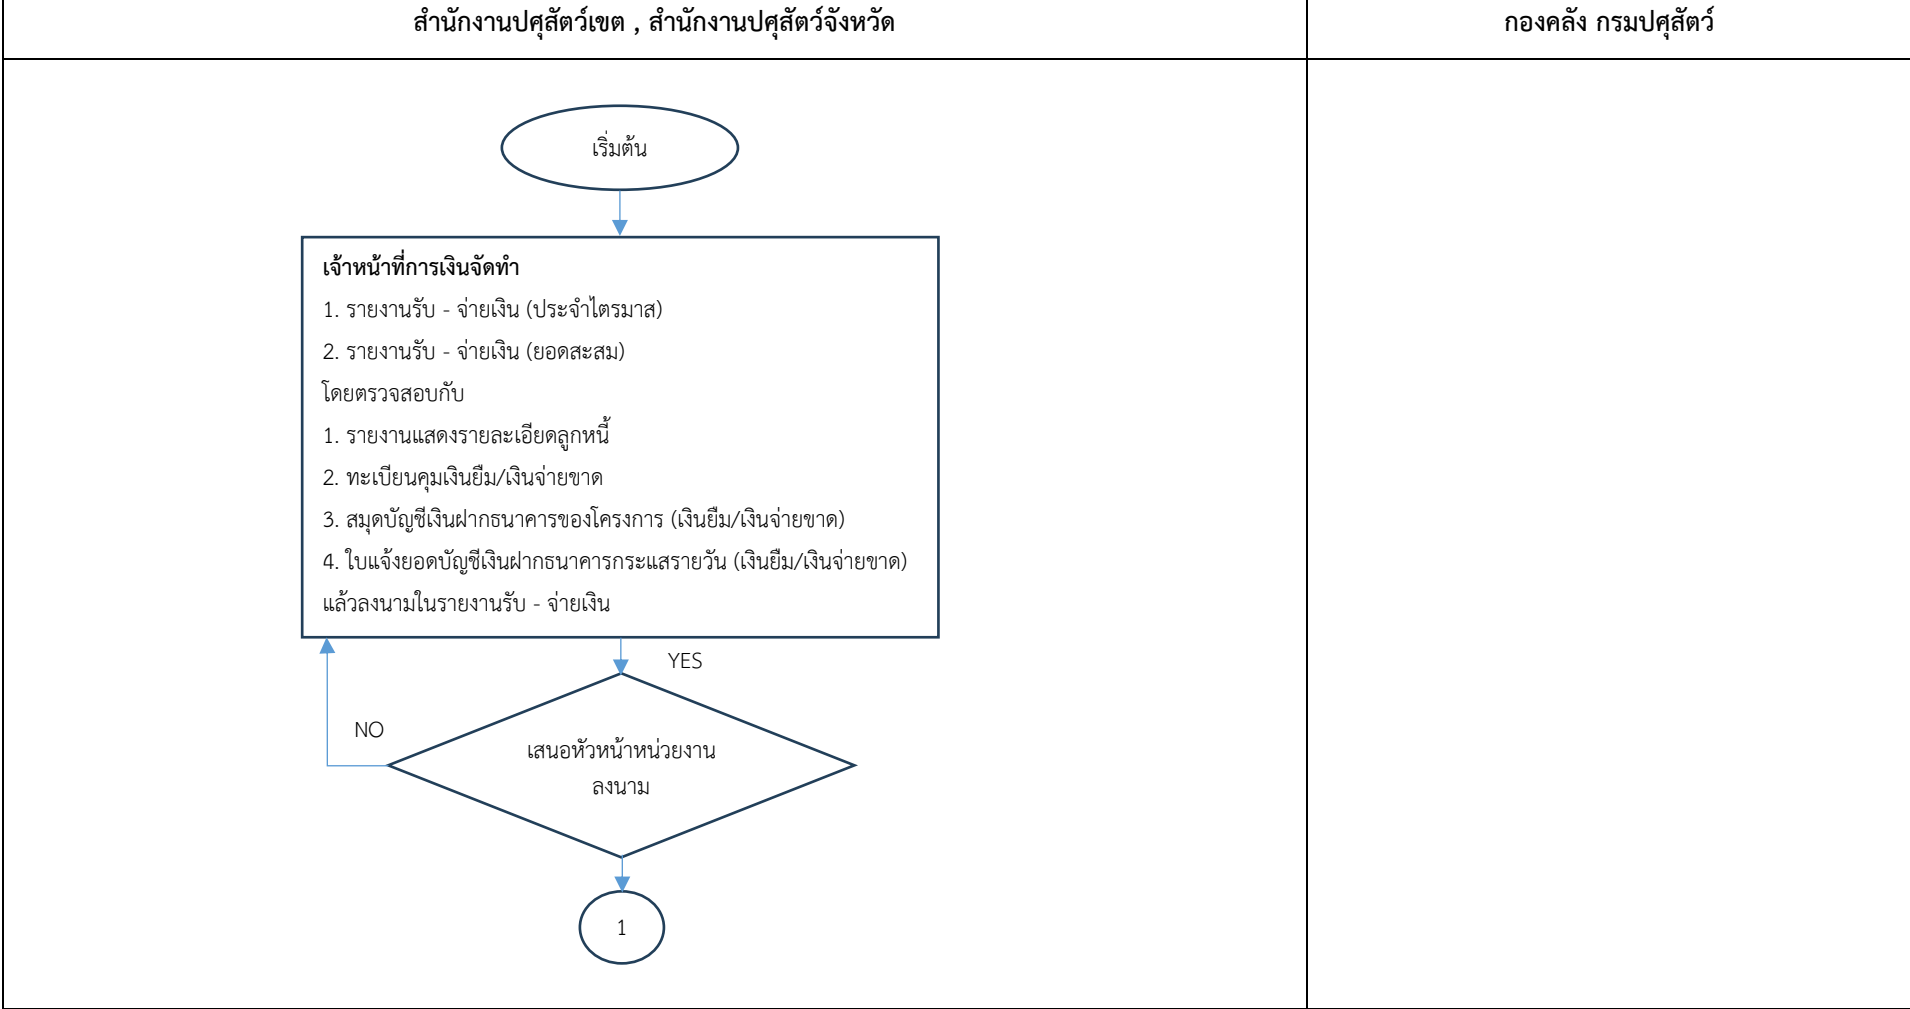 สำนักงานปศุสัตว์เขต , สำนักงานปศุสัตว์จังหวัด
กองคลัง กรมปศุสัตว์
เริ่มต้น
เจ้าหน้าที่การเงินจัดทำ
1. รายงานรับ - จ่ายเงิน (ประจำไตรมาส)
2. รายงานรับ - จ่ายเงิน (ยอดสะสม)
โดยตรวจสอบกับ
1. รายงานแสดงรายละเอียดลูกหนี้
2. ทะเบียนคุมเงินยืม/เงินจ่ายขาด
3. สมุดบัญชีเงินฝากธนาคารของโครงการ (เงินยืม/เงินจ่ายขาด)
4. ใบแจ้งยอดบัญชีเงินฝากธนาคารกระแสรายวัน (เงินยืม/เงินจ่ายขาด)
แล้วลงนามในรายงานรับ - จ่ายเงิน
YES
NO
เสนอหัวหน้าหน่วยงาน
ลงนาม
1